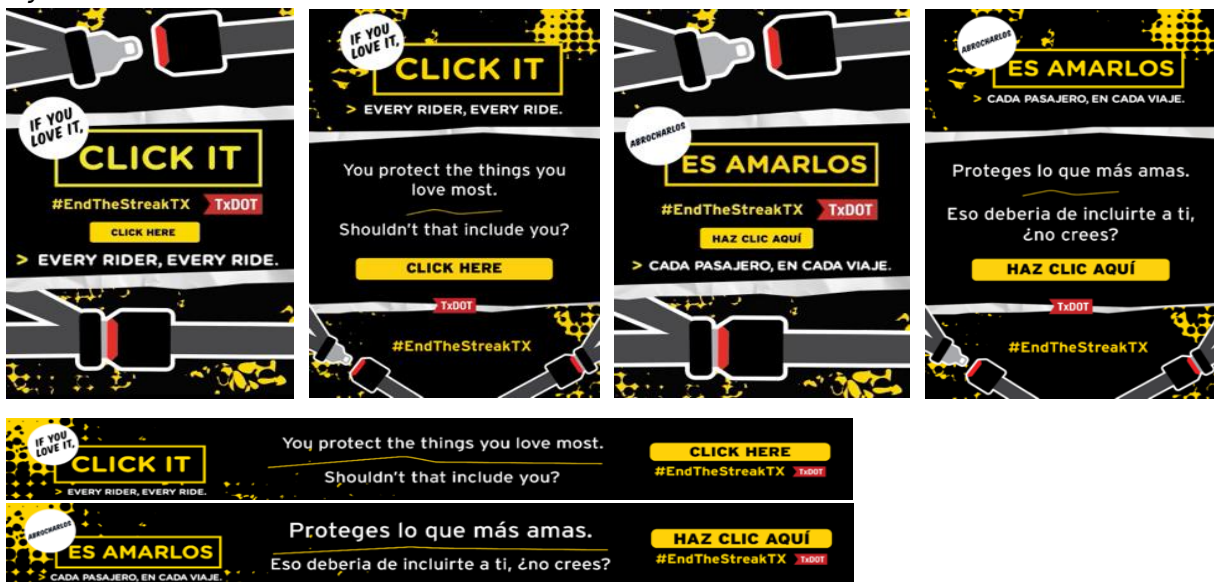 IF YOU
LOVE IT,
CLICK IT
#EndTheStreakTX TxDOT
CLICK HERE
> EVERY RIDER, EVERY RIDE.
IF YOU
LOVE IT,
CLICK IT
> EVERY RIDER, EVERY RIDE.
You protect the things you
love most.
Shouldn't that include you?
CLICK HERE
TxDOT
#EndTheStreakTX
ABROCHARLOS
ES AMARLOS
#EndTheStreakTX TxDOT
HAZ CLIC AQUÍ
> CADA PASAJERO, EN CADA VIAJE.
ABROCHARLOS
ES AMARLOS
> CADA PASAJERO, EN CADA VIAJE.
Proteges lo que más amas.
Eso deberia de incluirte a ti,
¿no crees?
HAZ CLIC AQUÍ
TxDOT
#EndTheStreakTX
IF YOU
LOVE IT,
CLICK IT
> EVERY RIDER, EVERY RIDE.
You protect the things you love most.
Shouldn't that include you?
CLICK HERE
#EndTheStreakTX TxDOT
ABROCHARLOS
ES AMARLOS
> CADA PASAJERO, EN CADA VIAJE.
Proteges lo que más amas.
Eso deberia de incluirte a ti, ¿no crees?
HAZ CLIC AQUÍ
#EndTheStreakTX TxDOT